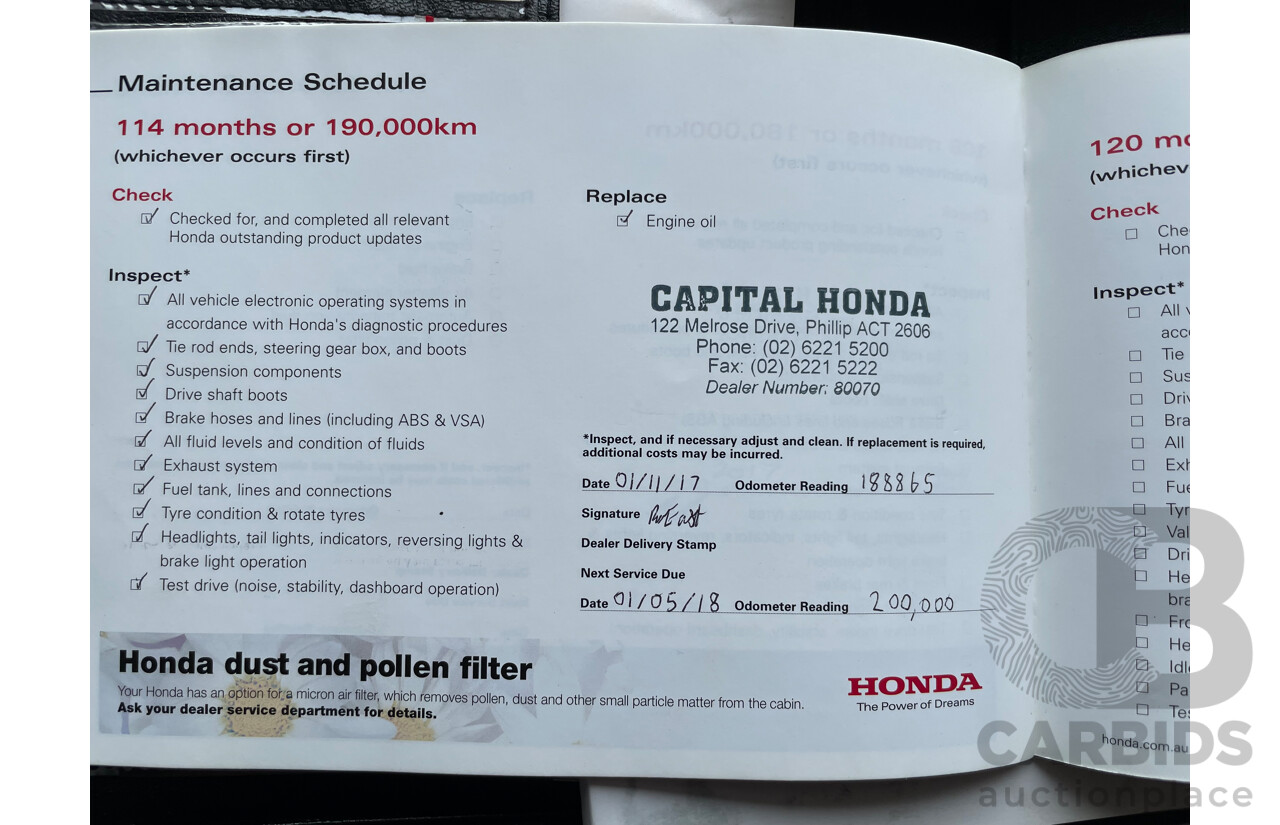 Maintenance Schedule
114 months or 190,000km
(whichever occurs first)
Check
Checked for, and completed all relevant
Honda outstanding product updates
Inspect*
All vehicle electronic operating systems in
accordance with Honda's diagnostic procedures
Tie rod ends, steering gear box, and boots
Suspension components
Drive shaft boots
Brake hoses and lines (including ABS & VSA)
All fluid levels and condition of fluids
Exhaust system
Fuel tank, lines and connections
Tyre condition & rotate tyres
Headlights, tail lights, indicators, reversing lights &
brake light operation
Test drive (noise, stability, dashboard operation)
Replace
Engine oil
CAPITAL HONDA
122 Melrose Drive, Phillip ACT 2606
Phone: (02) 6221 5200
Fax: (02) 6221 5222
Dealer Number: 80070
*Inspect, and if necessary adjust and clean. If replacement is required,
additional costs may be incurred.
Date 01/11/17 Odometer Reading 188865
Signature
Dealer Delivery Stamp
Next Service Due
Date 01/05/18 Odometer Reading 200,000
Honda dust and pollen filter
Your Honda has an option for a micron air filter, which removes pollen, dust and other small particle matter from the cabin.
Ask your dealer service department for details.
HONDA
The Power of Dreams
120 mo
(whichev
Check
Che
Hon
Inspect*
All v
acc
Tie
Sus
Driv
Bra
All
Exh
Fue
Tyr
Val
Dri
He
bra
Fro
He
Idle
Pa
Tes
honda.com.au
CARBIDS
auctionplace